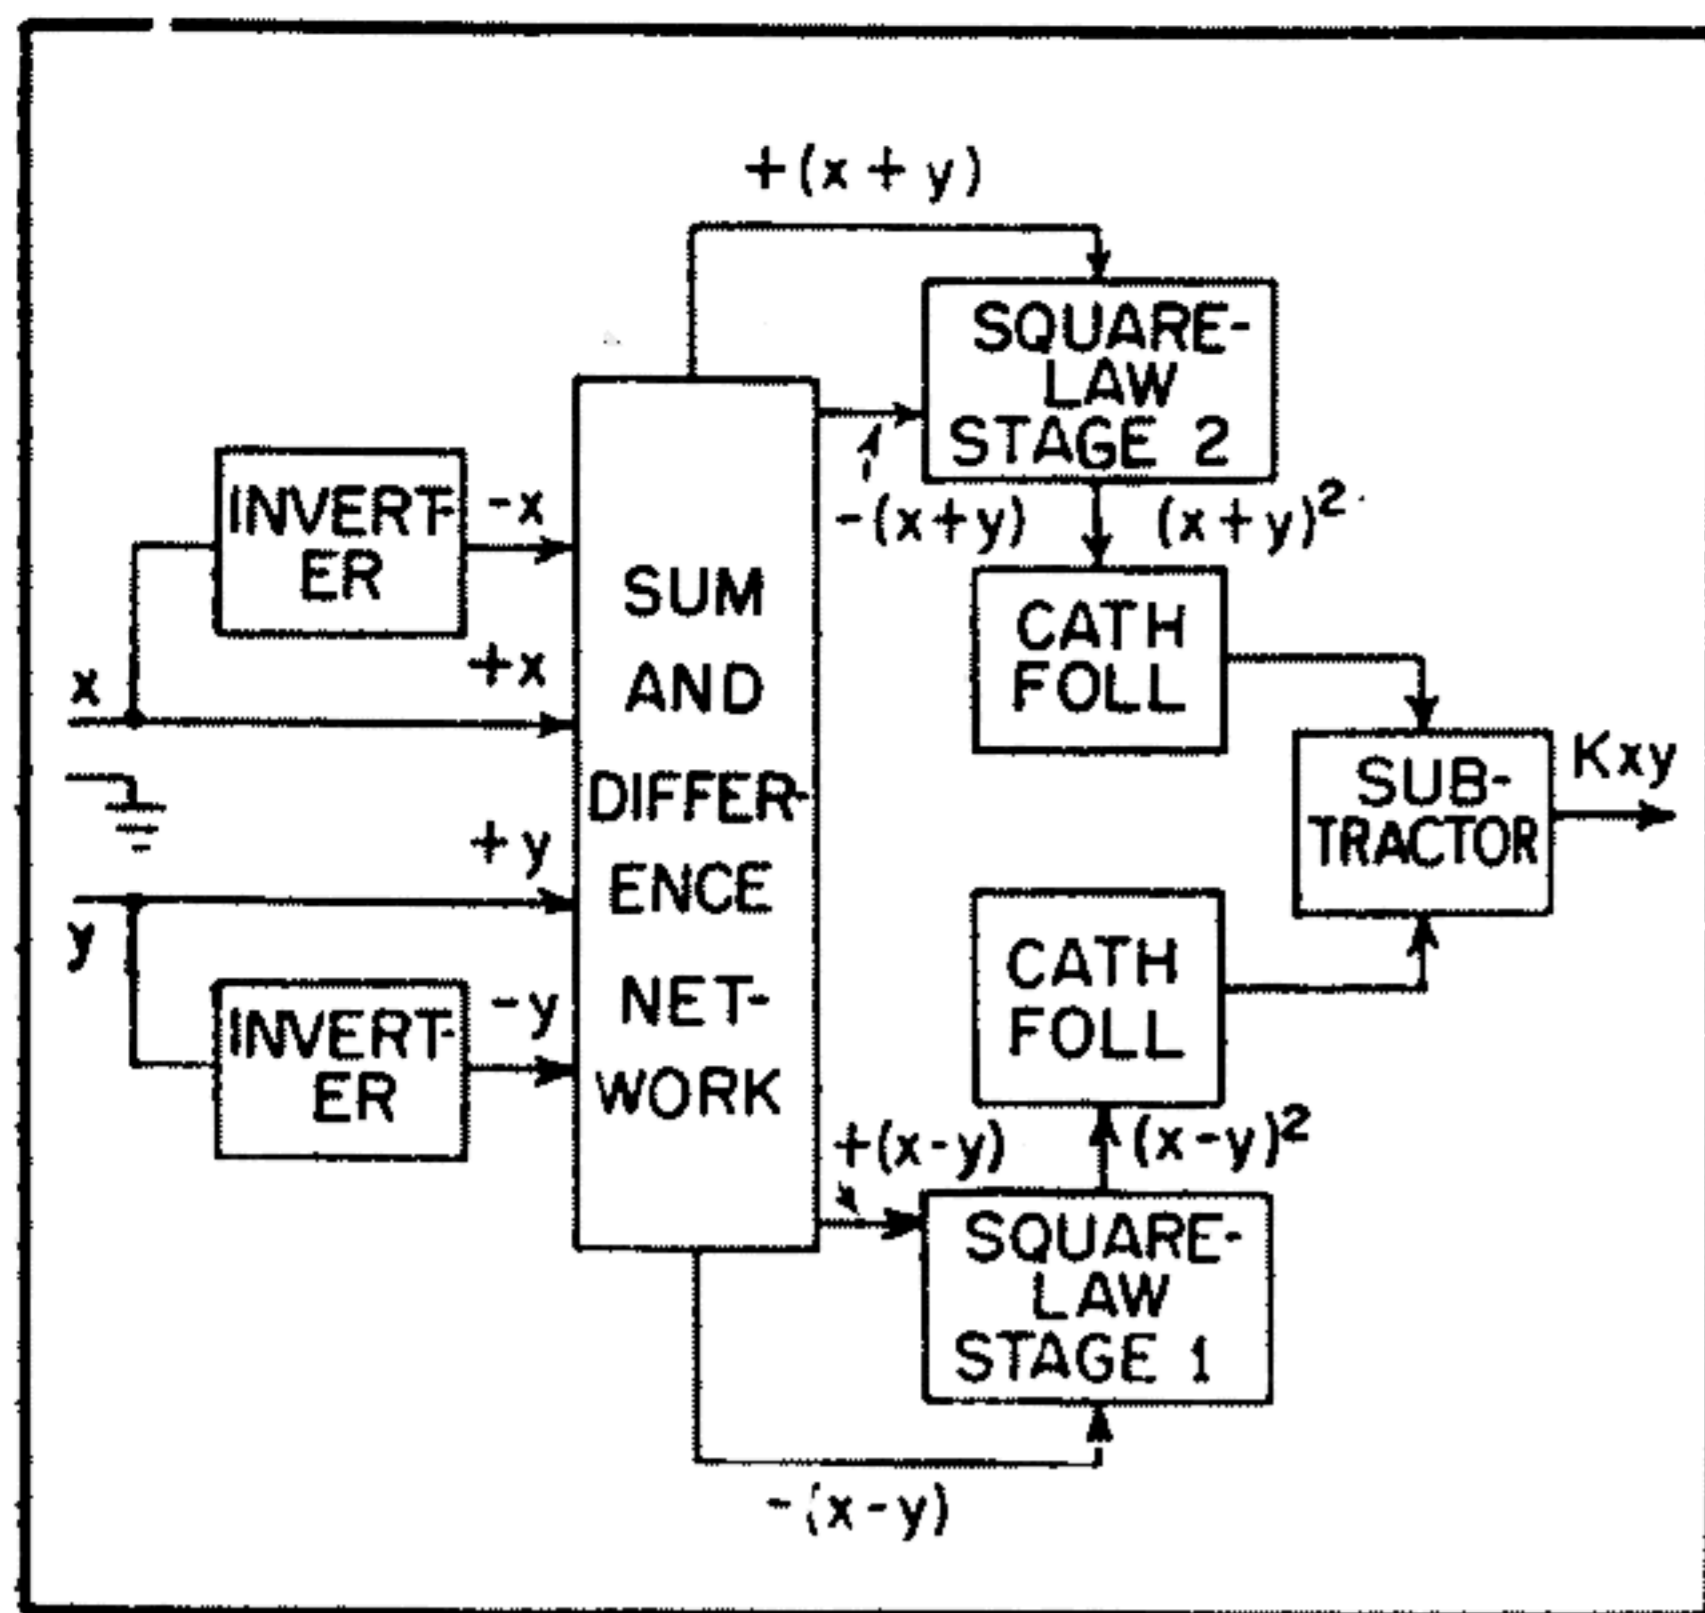 +(x + y)
SQUARE-
LAW
STAGE 2
-(x+y)
(x+y)²
INVERT-
ER
-x
+x
x
SUM
AND
DIFFER-
ENCE
NET-
WORK
CATH
FOLL
SUB-
TRACTOR
Kxy
+y
y
INVERT-
ER
-y
CATH
FOLL
+(x-y)
(x-y)²
SQUARE-
LAW
STAGE 1
-(x-y)